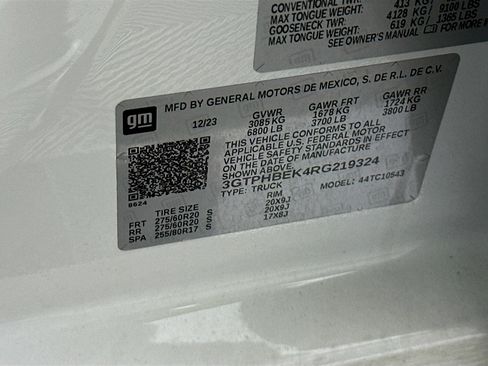 CONVENTIONAL TWR: 413 KG / 9100 LBS
MAX TONGUE WEIGHT:
GOOSENECK TWR: 4128 KG / 1365 LBS
MAX TONGUE WEIGHT: 619 KG /
SEE OWNER'S MANUAL FOR MORE
gm
MFD BY GENERAL MOTORS DE MEXICO, S. DE R.L. DE C.V.
12/23 GVWR GAWR FRT GAWR RR
3085 KG 1678 KG 1724 KG
6800 LB 3700 LB 3800 LB
THIS VEHICLE CONFORMS TO ALL
APPLICABLE U.S. FEDERAL MOTOR
VEHICLE SAFETY STANDARDS IN EFFECT
ON THE DATE OF MANUFACTURE SHOWN ABOVE.
3GTPHBEK4RG219324
TYPE: TRUCK MODEL: 44TC10543
8624
TIRE SIZE RIM
FRT 275/60R20 S 20X9J
RR 275/60R20 S 20X9J
SPA 255/80R17 S 17X8J